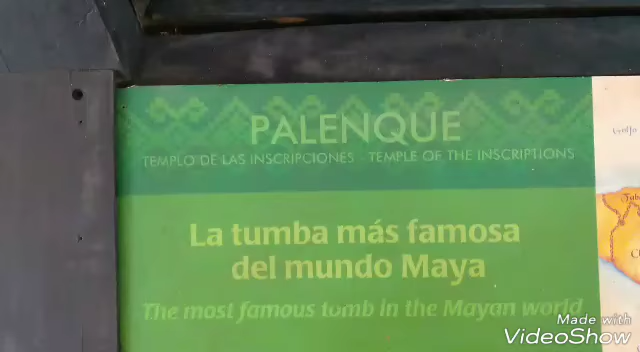 PALENQUE
TEMPLO DE LAS INSCRIPCIONES - TEMPLE OF THE INSCRIPTIONS
La tumba más famosa
del mundo Maya
The most famous tomb in the Mayan world
Made with
VideoShow